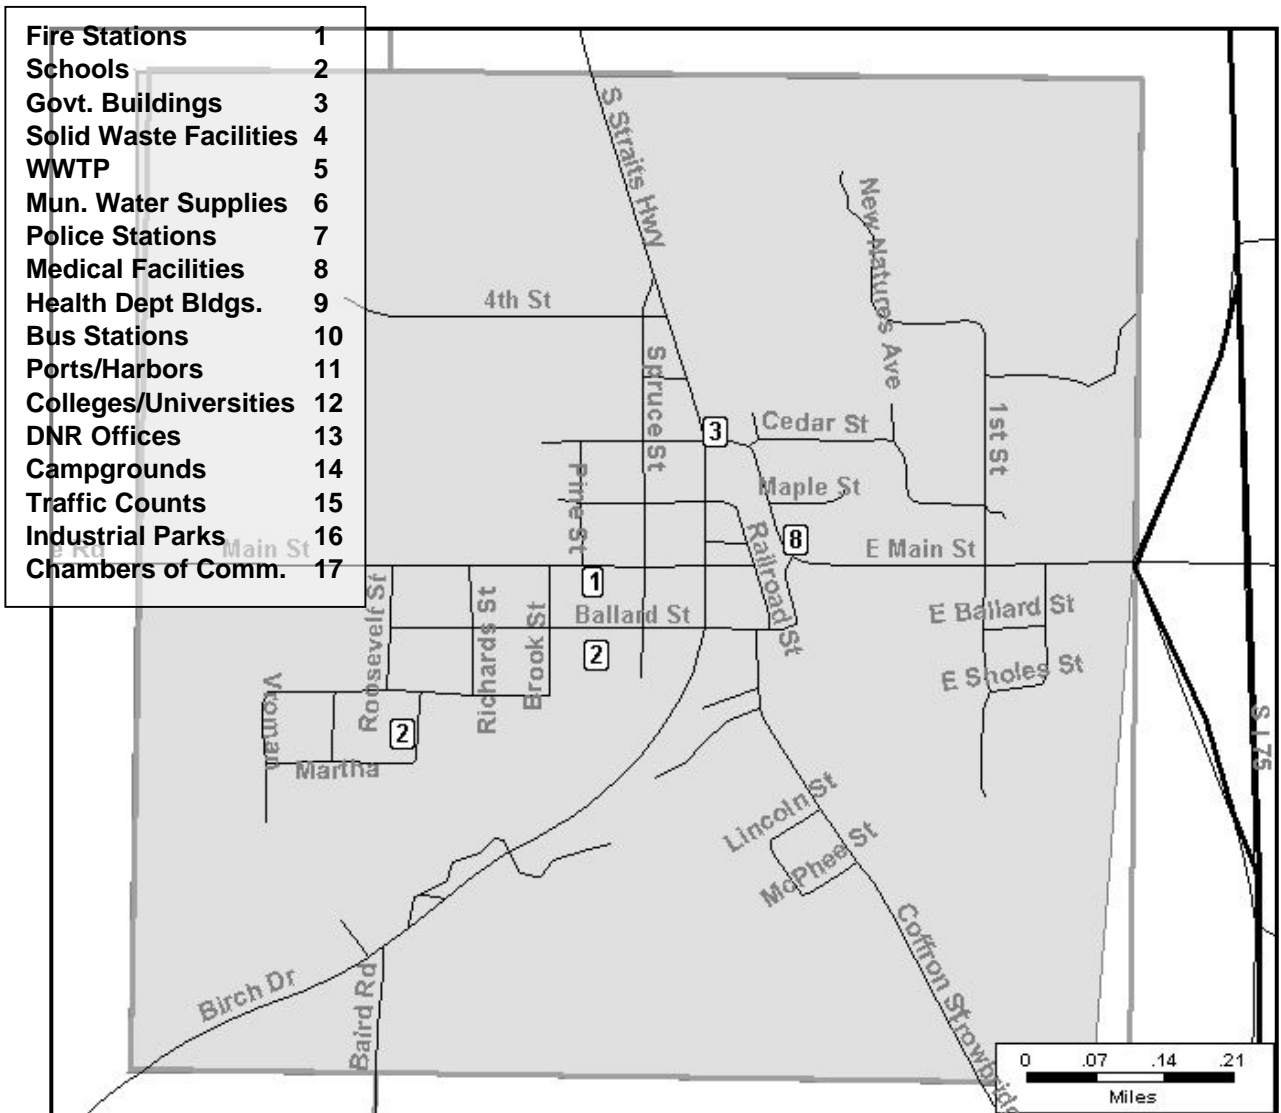 Fire Stations 1
Schools 2
Govt. Buildings 3
Solid Waste Facilities 4
WWTP 5
Mun. Water Supplies 6
Police Stations 7
Medical Facilities 8
Health Dept Bldgs. 9
Bus Stations 10
Ports/Harbors 11
Colleges/Universities 12
DNR Offices 13
Campgrounds 14
Traffic Counts 15
Industrial Parks 16
Chambers of Comm. 17
S Straits Hwy
New Natures Ave
4th St
Spruce St
3
Cedar St
1st St
Pine St
Maple St
Railroad St
8
e Rd
Main St
E Main St
1
Roosevelt St
Richards St
Brook St
Ballard St
E Ballard St
2
E Sholes St
Vroman
2
Martha
S I 75
Lincoln St
McPhee St
Coffron St
Strowbridge
Birch Dr
Baird Rd
0 .07 .14 .21
Miles